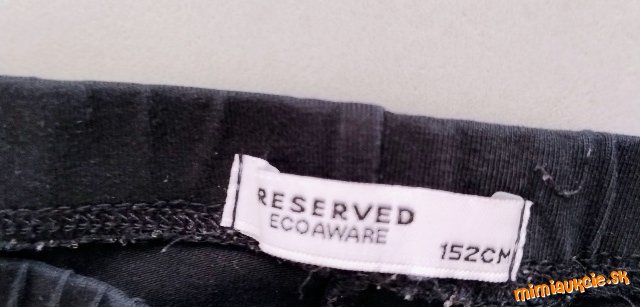 RESERVED
ECOAWARE
152CM
mimiaukcie.sk